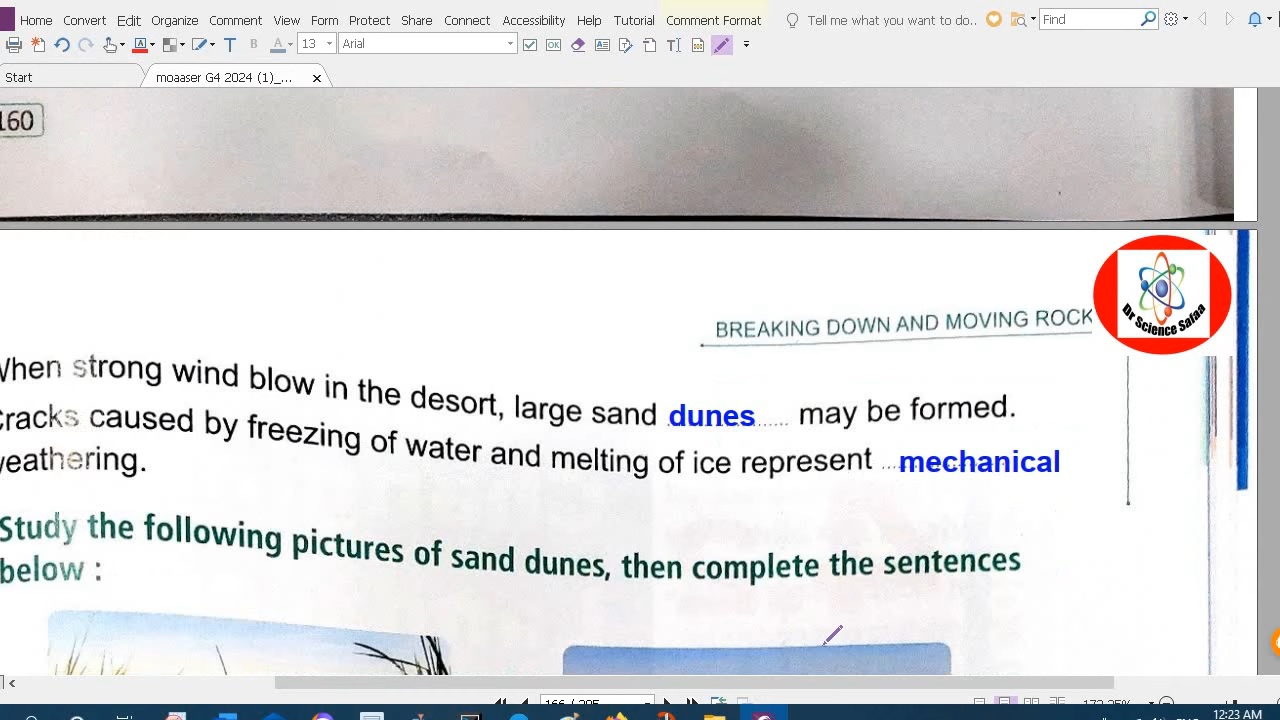 Home Convert Edit Organize Comment View Form Protect Share Connect Accessibility Help Tutorial Comment Format Tell me what you want to do.. Find
13 Arial
Start moaaser G4 2024 (1)_...
160
BREAKING DOWN AND MOVING ROCK
Dr Science Safaa
When strong wind blow in the desort, large sand dunes may be formed.
Cracks caused by freezing of water and melting of ice represent mechanical
weathering.
Study the following pictures of sand dunes, then complete the sentences
below :
12:23 AM